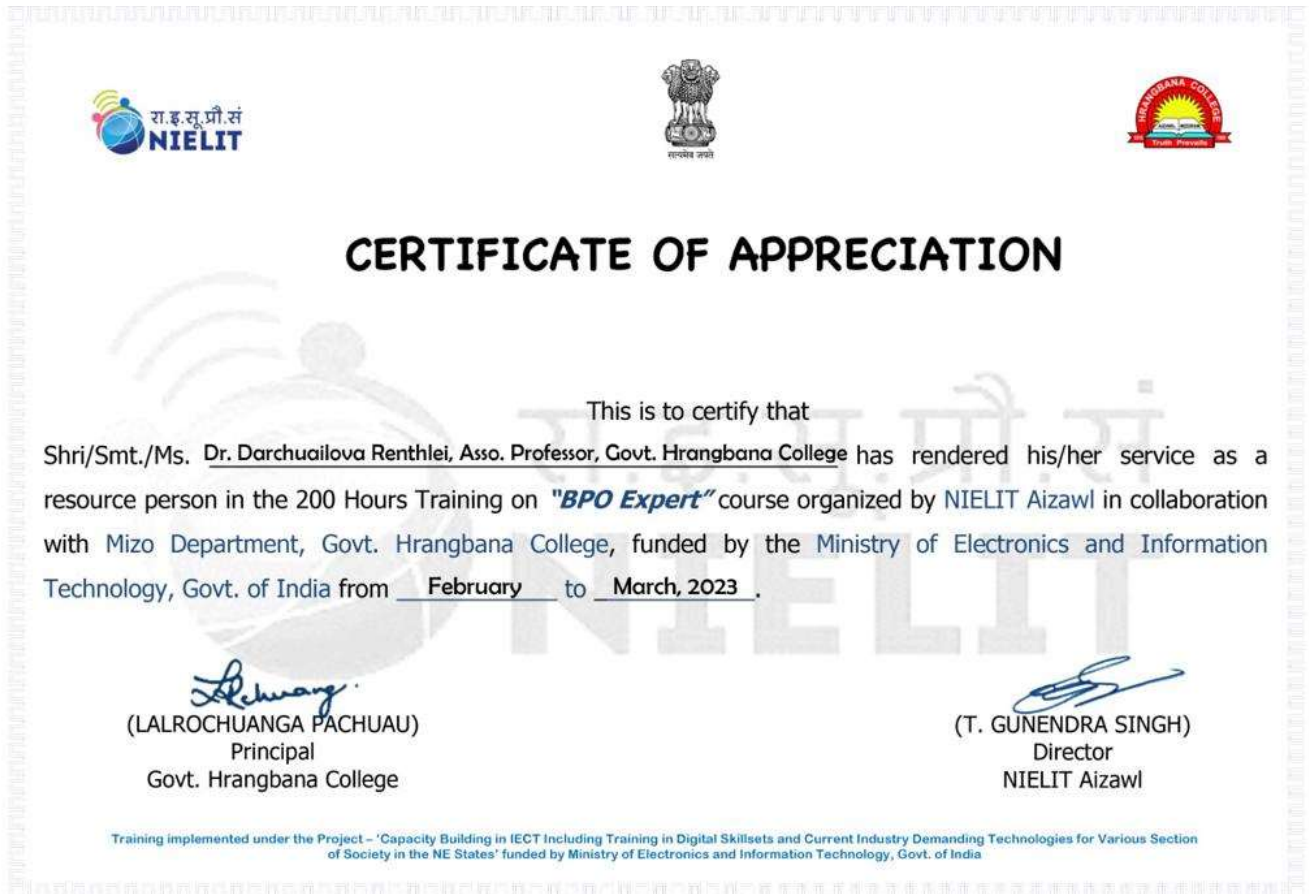 रा.इ.सू.प्रौ.सं
NIELIT
सत्यमेव जयते
HRANGBANA COLLEGE
Truth Prevails
CERTIFICATE OF APPRECIATION
This is to certify that
Shri/Smt./Ms. Dr. Darchuailova Renthlei, Asso. Professor, Govt. Hrangbana College has rendered his/her service as a
resource person in the 200 Hours Training on "BPO Expert" course organized by NIELIT Aizawl in collaboration
with Mizo Department, Govt. Hrangbana College, funded by the Ministry of Electronics and Information
Technology, Govt. of India from February to March, 2023.
(LALROCHUANGA PACHUAU)
Principal
Govt. Hrangbana College
(T. GUNENDRA SINGH)
Director
NIELIT Aizawl
Training implemented under the Project – 'Capacity Building in IECT Including Training in Digital Skillsets and Current Industry Demanding Technologies for Various Section
of Society in the NE States' funded by Ministry of Electronics and Information Technology, Govt. of India
रा.इ.सू.प्रौ.सं
NIELIT